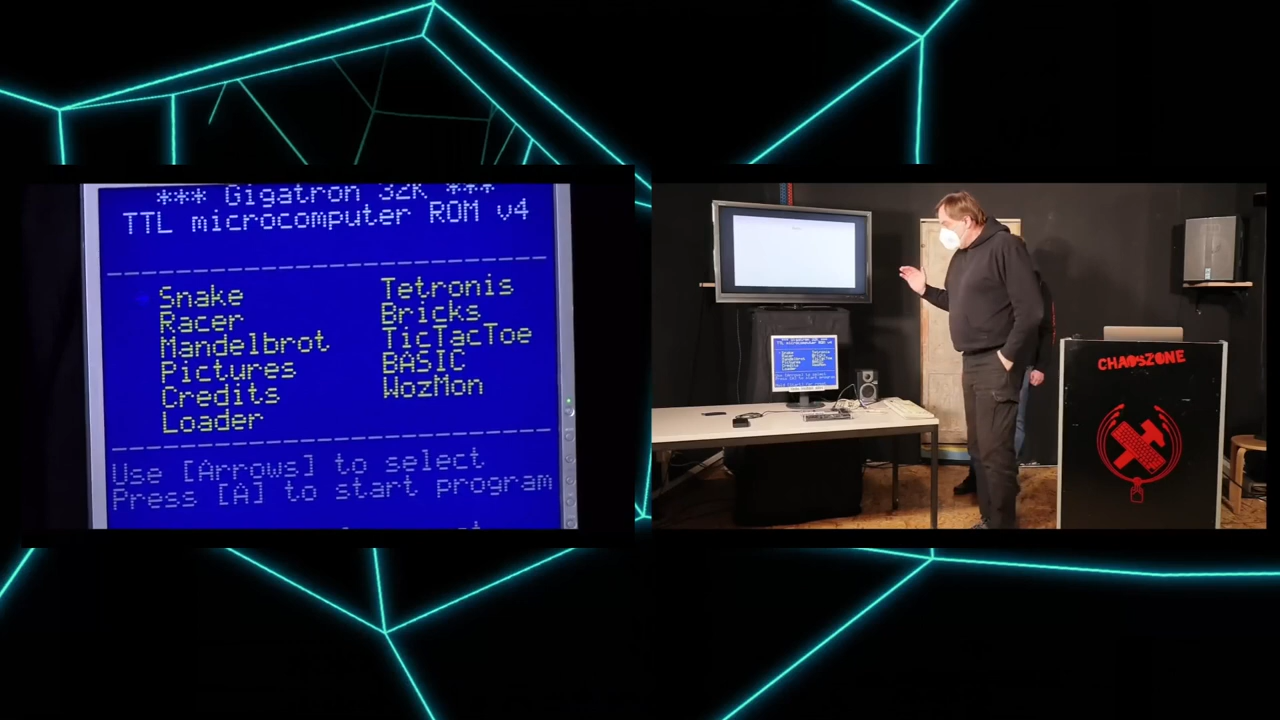 *** Gigatron 32K ***
TTL microcomputer ROM v4
Snake Tetronis
Racer Bricks
Mandelbrot TicTacToe
Pictures BASIC
Credits WozMon
Loader
Use [Arrows] to select
Press [A] to start program
CHAOSZONE